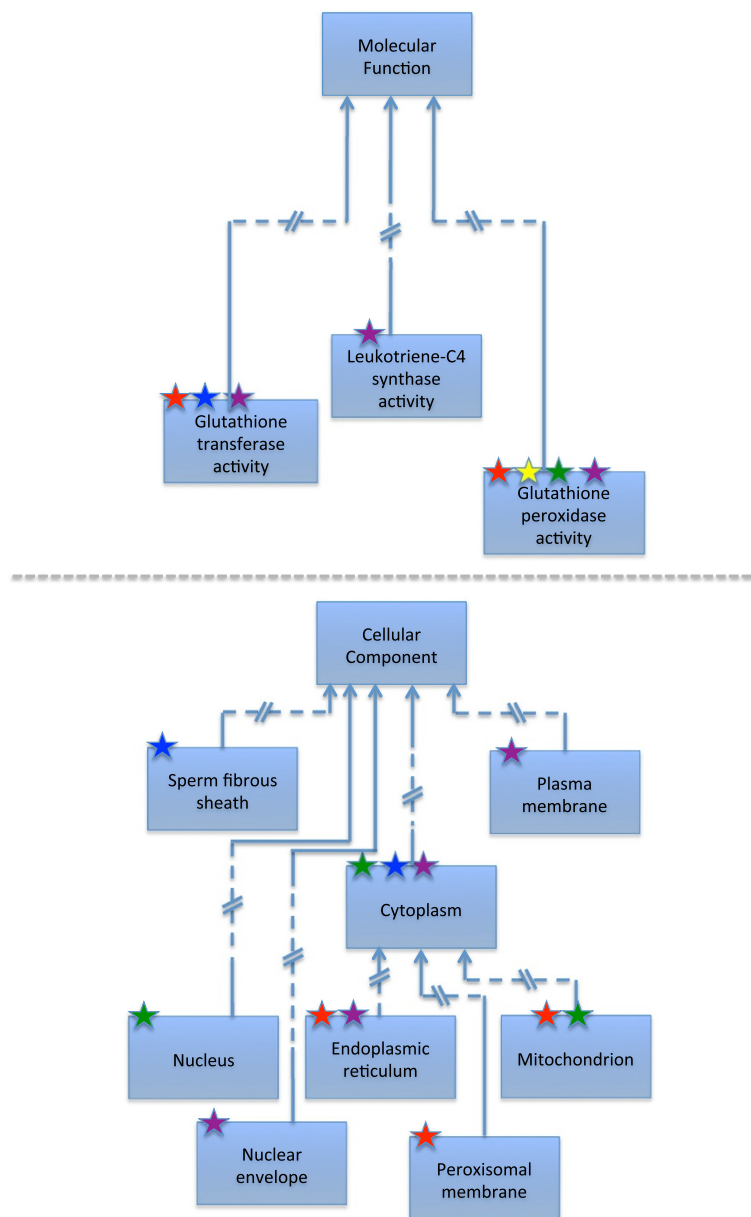 Molecular
Function
Leukotriene-C4
synthase
activity
Glutathione
transferase
activity
Glutathione
peroxidase
activity
Cellular
Component
Sperm fibrous
sheath
Plasma
membrane
Cytoplasm
Nucleus
Endoplasmic
reticulum
Mitochondrion
Nuclear
envelope
Peroxisomal
membrane